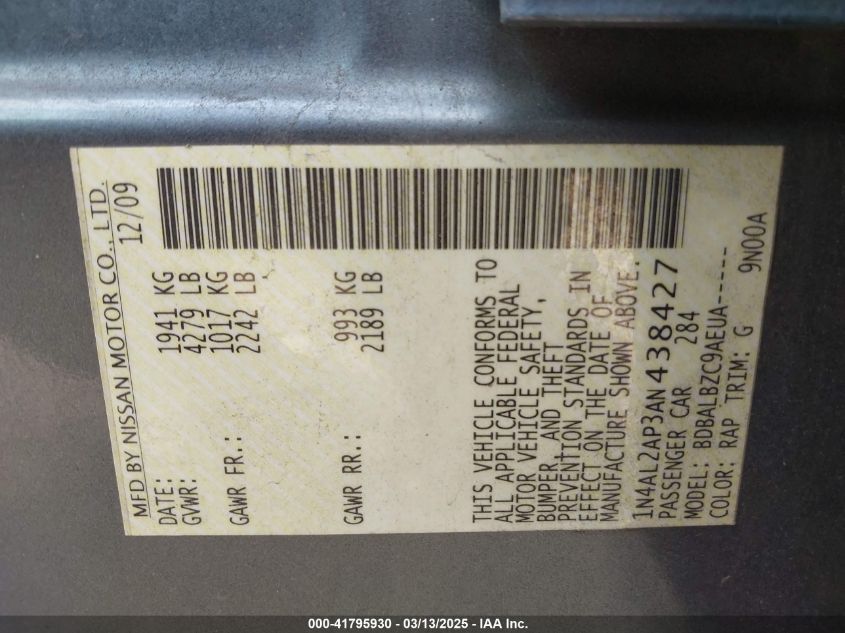 MFD BY NISSAN MOTOR CO., LTD.
DATE: 12/09
GVWR: 1941 KG
4279 LB
GAWR FR.: 1017 KG
2242 LB
GAWR RR.: 993 KG
2189 LB
THIS VEHICLE CONFORMS TO
ALL APPLICABLE FEDERAL
MOTOR VEHICLE SAFETY,
BUMPER, AND THEFT
PREVENTION STANDARDS IN
EFFECT ON THE DATE OF
MANUFACTURE SHOWN ABOVE.
1N4AL2AP3AN438427
PASSENGER CAR 284
MODEL: BDBALBZC9AEUA-----
COLOR: RAP TRIM: G 9N00A
000-41795930 - 03/13/2025 - IAA Inc.